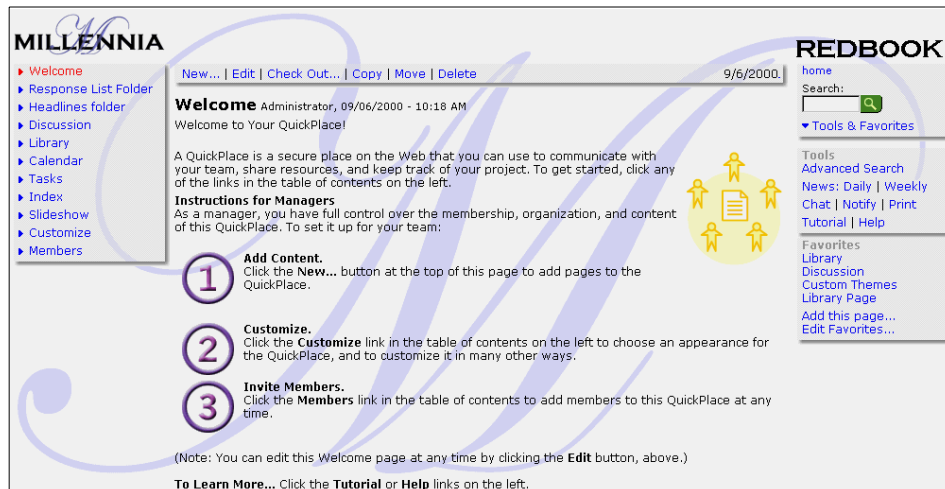 MILLENNIA
Welcome
Response List Folder
Headlines folder
Discussion
Library
Calendar
Tasks
Index
Slideshow
Customize
Members
New... | Edit | Check Out... | Copy | Move | Delete
9/6/2000.
Welcome Administrator, 09/06/2000 - 10:18 AM
Welcome to Your QuickPlace!
A QuickPlace is a secure place on the Web that you can use to communicate with
your team, share resources, and keep track of your project. To get started, click any
of the links in the table of contents on the left.
Instructions for Managers
As a manager, you have full control over the membership, organization, and content
of this QuickPlace. To set it up for your team:
1
Add Content.
Click the New... button at the top of this page to add pages to the
QuickPlace.
2
Customize.
Click the Customize link in the table of contents on the left to choose an appearance for
the QuickPlace, and to customize it in many other ways.
3
Invite Members.
Click the Members link in the table of contents to add members to this QuickPlace at any
time.
(Note: You can edit this Welcome page at any time by clicking the Edit button, above.)
To Learn More... Click the Tutorial or Help links on the left.
REDBOOK
home
Search:
Tools & Favorites
Tools
Advanced Search
News: Daily | Weekly
Chat | Notify | Print
Tutorial | Help
Favorites
Library
Discussion
Custom Themes
Library Page
Add this page...
Edit Favorites...